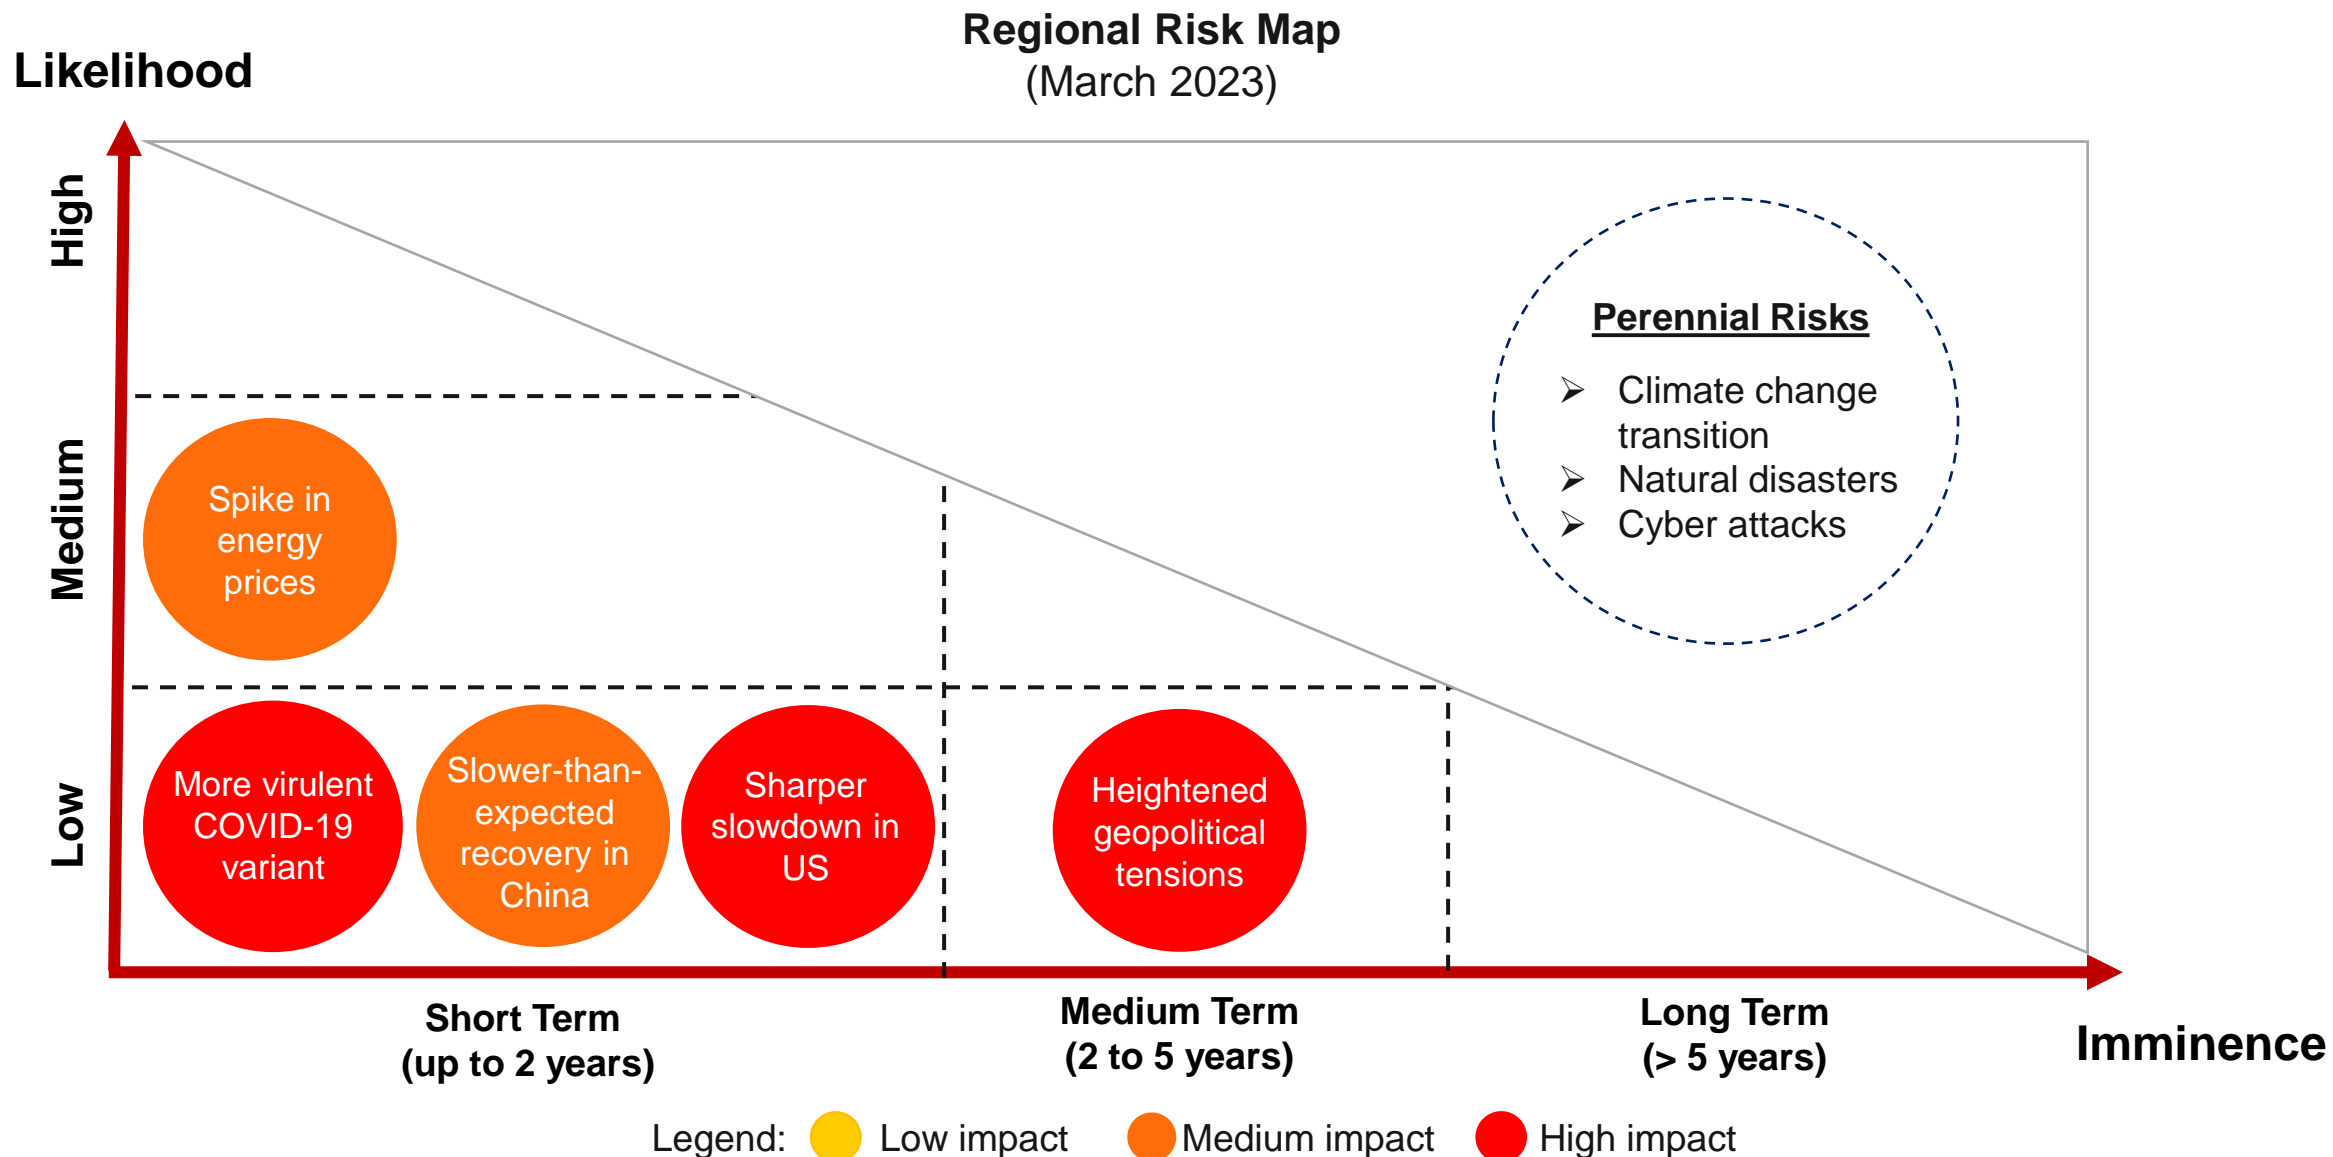 Regional Risk Map
(March 2023)
Likelihood
High
Medium
Low
Perennial Risks
➢ Climate change
transition
➢ Natural disasters
➢ Cyber attacks
Spike in
energy
prices
More virulent
COVID-19
variant
Slower-than-
expected
recovery in
China
Sharper
slowdown in
US
Heightened
geopolitical
tensions
Short Term
(up to 2 years)
Medium Term
(2 to 5 years)
Long Term
(> 5 years)
Imminence
Legend: Low impact Medium impact High impact